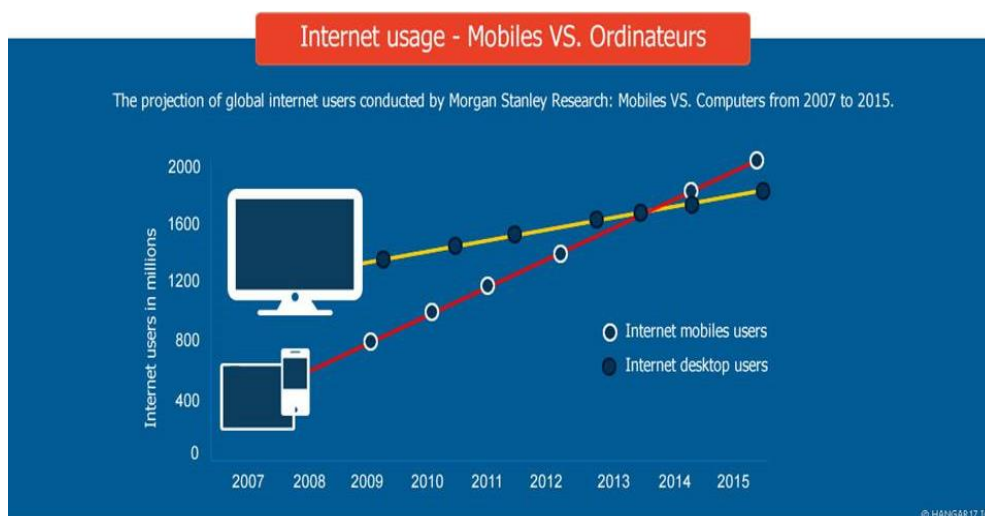 Internet usage - Mobiles VS. Ordinateurs
The projection of global internet users conducted by Morgan Stanley Research: Mobiles VS. Computers from 2007 to 2015.
Internet users in millions
2000
1600
1200
800
400
0
Internet mobiles users
Internet desktop users
2007 2008 2009 2010 2011 2012 2013 2014 2015
© HANGAR17